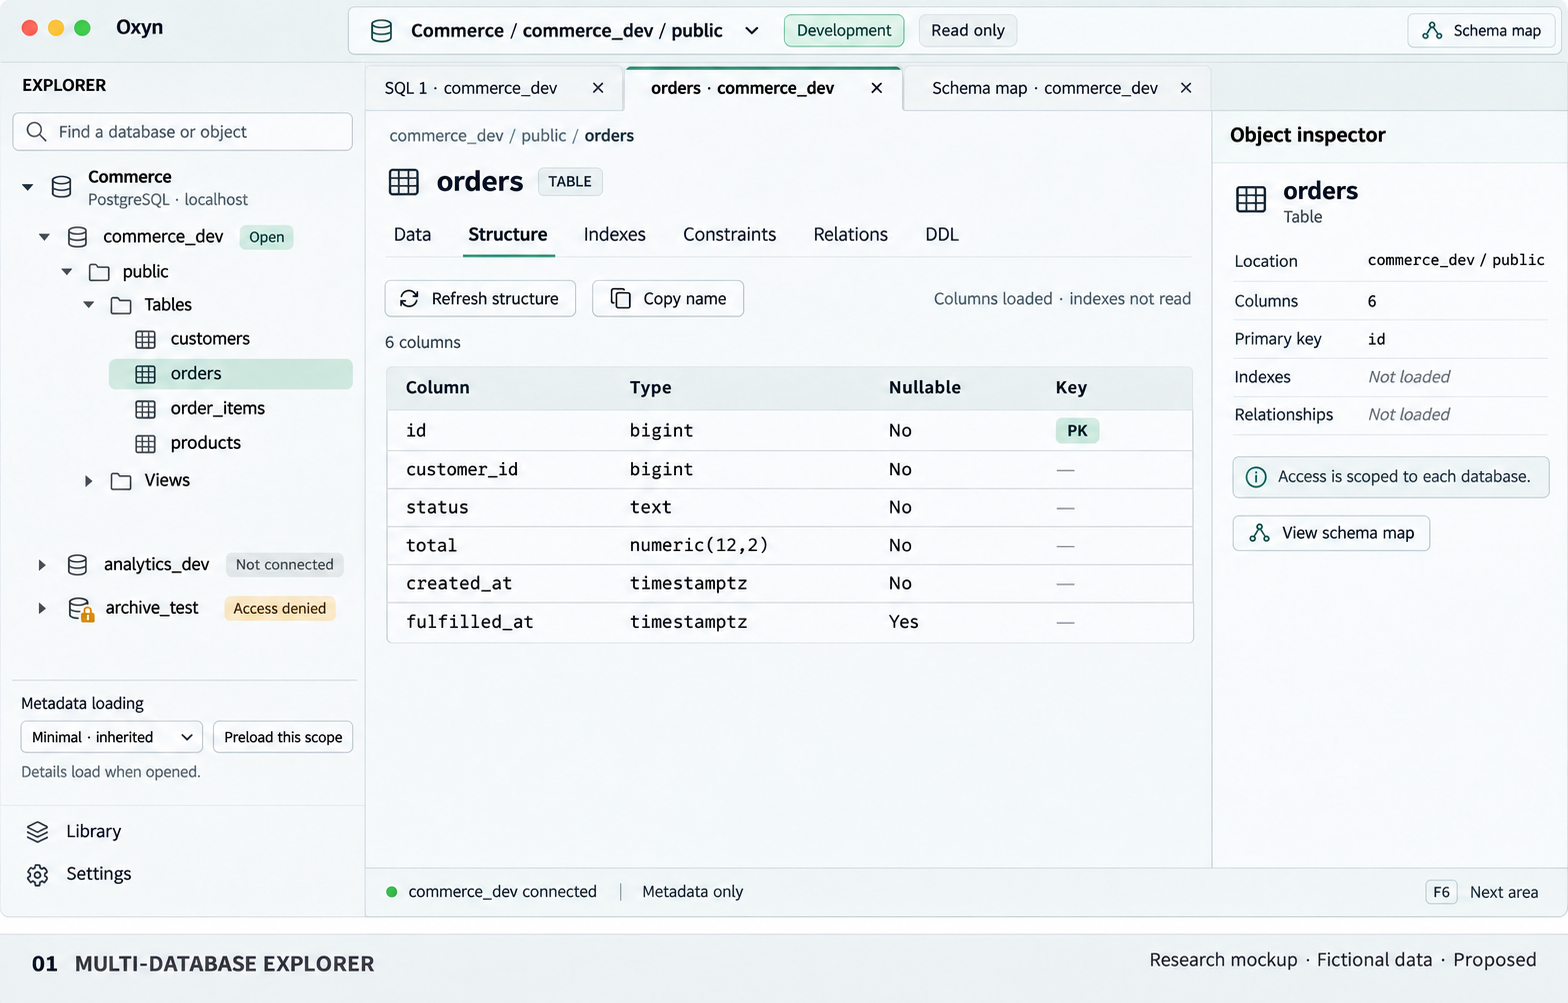 Oxyn
Commerce / commerce_dev / public
Development
Read only
Schema map
EXPLORER
Find a database or object
Commerce
PostgreSQL · localhost
commerce_dev
Open
public
Tables
customers
orders
order_items
products
Views
analytics_dev
Not connected
archive_test
Access denied
Metadata loading
Minimal · inherited
Preload this scope
Details load when opened.
Library
Settings
SQL 1 · commerce_dev
orders · commerce_dev
Schema map · commerce_dev
commerce_dev / public / orders
orders
TABLE
Data Structure Indexes Constraints Relations DDL
Refresh structure
Copy name
Columns loaded · indexes not read
6 columns
Column Type Nullable Key
id bigint No PK
customer_id bigint No —
status text No —
total numeric(12,2) No —
created_at timestamptz No —
fulfilled_at timestamptz Yes —
Object inspector
orders
Table
Location commerce_dev / public
Columns 6
Primary key id
Indexes Not loaded
Relationships Not loaded
Access is scoped to each database.
View schema map
commerce_dev connected | Metadata only
F6 Next area
01 MULTI-DATABASE EXPLORER
Research mockup · Fictional data · Proposed